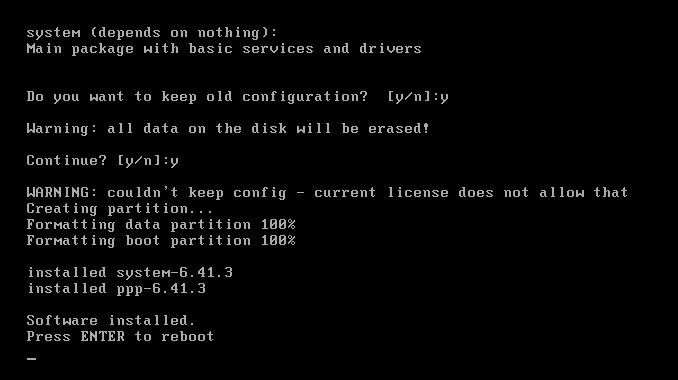 system (depends on nothing):
Main package with basic services and drivers
Do you want to keep old configuration?  [y/n]:y
Warning: all data on the disk will be erased!
Continue? [y/n]:y
WARNING: couldn't keep config - current license does not allow that
Creating partition...
Formatting data partition 100%
Formatting boot partition 100%
installed system-6.41.3
installed ppp-6.41.3
Software installed.
Press ENTER to reboot